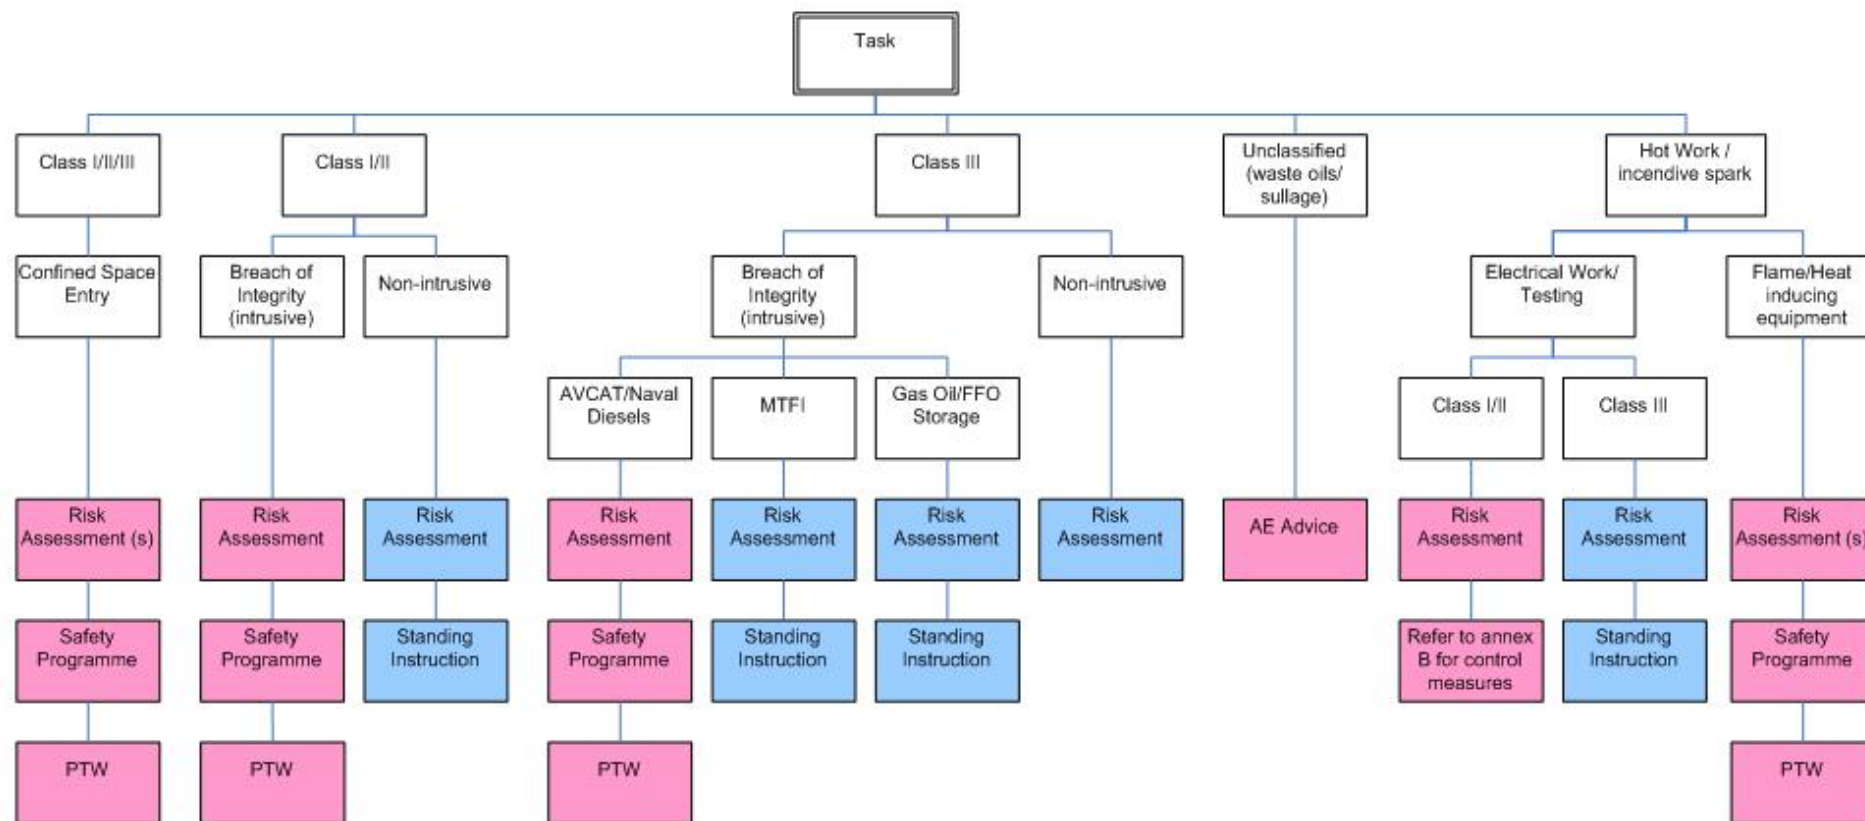 Task
Class I/II/III
Class I/II
Class III
Unclassified
(waste oils/
sullage)
Hot Work /
incendive spark
Confined Space
Entry
Breach of
Integrity
(intrusive)
Non-intrusive
Breach of
Integrity
(intrusive)
Non-intrusive
Electrical Work/
Testing
Flame/Heat
inducing
equipment
AVCAT/Naval
Diesels
MTFI
Gas Oil/FFO
Storage
Class I/II
Class III
Risk
Assessment (s)
Risk
Assessment
Risk
Assessment
Risk
Assessment
Risk
Assessment
Risk
Assessment
Risk
Assessment
AE Advice
Risk
Assessment
Risk
Assessment
Risk
Assessment (s)
Safety
Programme
Safety
Programme
Standing
Instruction
Safety
Programme
Standing
Instruction
Standing
Instruction
Refer to annex
B for control
measures
Standing
Instruction
Safety
Programme
PTW
PTW
PTW
PTW